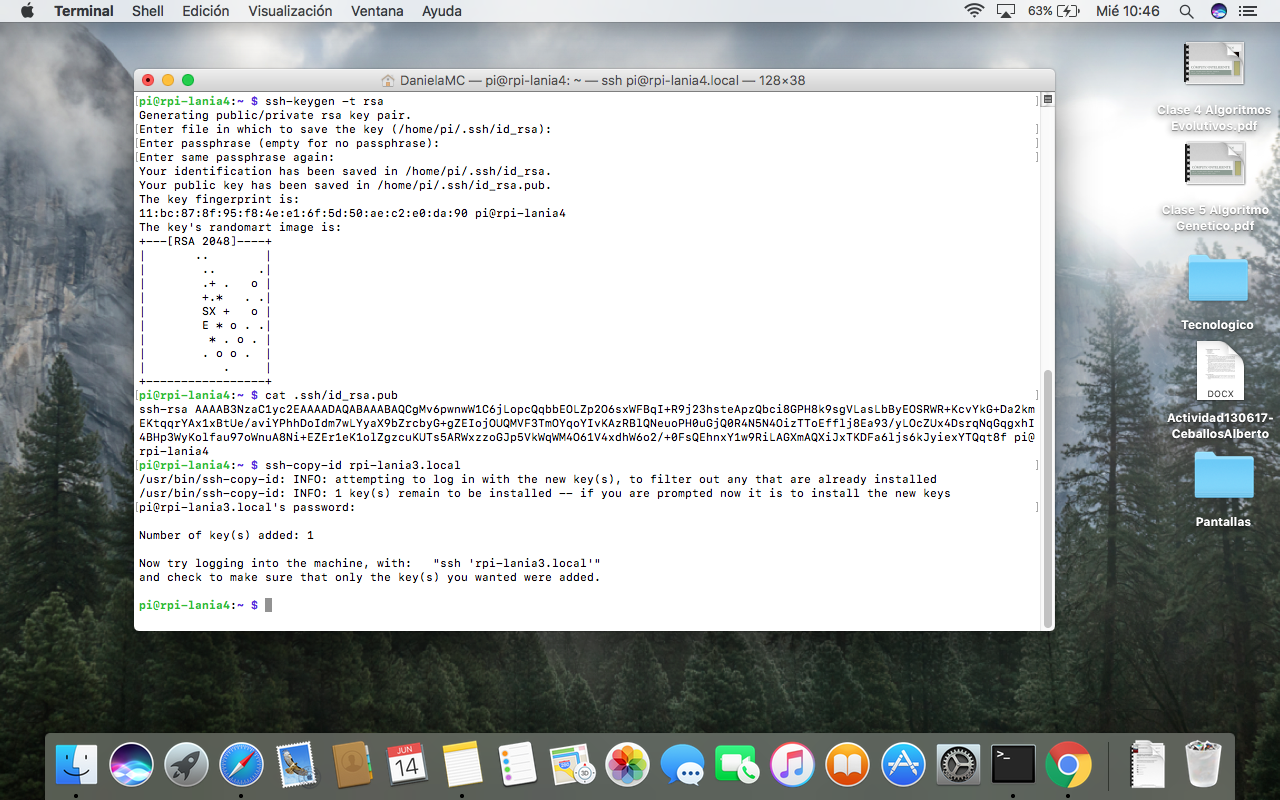 Terminal Shell Edición Visualización Ventana Ayuda 63% Mié 10:46
DanielaMC — pi@rpi-lania4: ~ — ssh pi@rpi-lania4.local — 128×38
[pi@rpi-lania4:~ $ ssh-keygen -t rsa ]
Generating public/private rsa key pair.
[Enter file in which to save the key (/home/pi/.ssh/id_rsa): ]
[Enter passphrase (empty for no passphrase): ]
[Enter same passphrase again: ]
Your identification has been saved in /home/pi/.ssh/id_rsa.
Your public key has been saved in /home/pi/.ssh/id_rsa.pub.
The key fingerprint is:
11:bc:87:8f:95:f8:4e:e1:6f:5d:50:ae:c2:e0:da:90 pi@rpi-lania4
The key's randomart image is:
+---[RSA 2048]----+
|       ..        |
|        ..      .|
|        .+ .   o |
|        +.*   . .|
|        SX +   o |
|        E * o . .|
|         * . o . |
|        . o o .  |
|           .     |
+-----------------+
[pi@rpi-lania4:~ $ cat .ssh/id_rsa.pub ]
ssh-rsa AAAAB3NzaC1yc2EAAAADAQABAAABAQCgMv6pwnwW1C6jLopcQqbbEOLZp2O6sxWFBqI+R9j23hsteApzQbci8GPH8k9sgVLasLbByEOSRWR+KcvYkG+Da2km
EKtqqrYAx1xBtUe/aviYPhhDoIdm7wLYyaX9bZrcbyG+gZEIojOUQMVF3TmOYqoYIvKAzRBlQNeuoPH0uGjQ0R4N5N4OizTToEfflj8Ea93/yLOcZUx4DsrqNqGqgxhI
4BHp3WyKolfau97oWnuA8Ni+EZEr1eK1olZgzcuKUTs5ARWxzzoGJp5VkWqWM4O61V4xdhW6o2/+0FsQEhnxY1w9RiLAGXmAQXiJxTKDFa6ljs6kJyiexYTQqt8f pi@
rpi-lania4
[pi@rpi-lania4:~ $ ssh-copy-id rpi-lania3.local ]
/usr/bin/ssh-copy-id: INFO: attempting to log in with the new key(s), to filter out any that are already installed
/usr/bin/ssh-copy-id: INFO: 1 key(s) remain to be installed -- if you are prompted now it is to install the new keys
[pi@rpi-lania3.local's password: ]
Number of key(s) added: 1
Now try logging into the machine, with:   "ssh 'rpi-lania3.local'"
and check to make sure that only the key(s) you wanted were added.
pi@rpi-lania4:~ $
Clase 4 Algoritmos
Evolutivos.pdf
Clase 5 Algoritmo
Genetico.pdf
Tecnologico
DOCX
Actividad130617-
CeballosAlberto
Pantallas
JUN
14
3D
>_